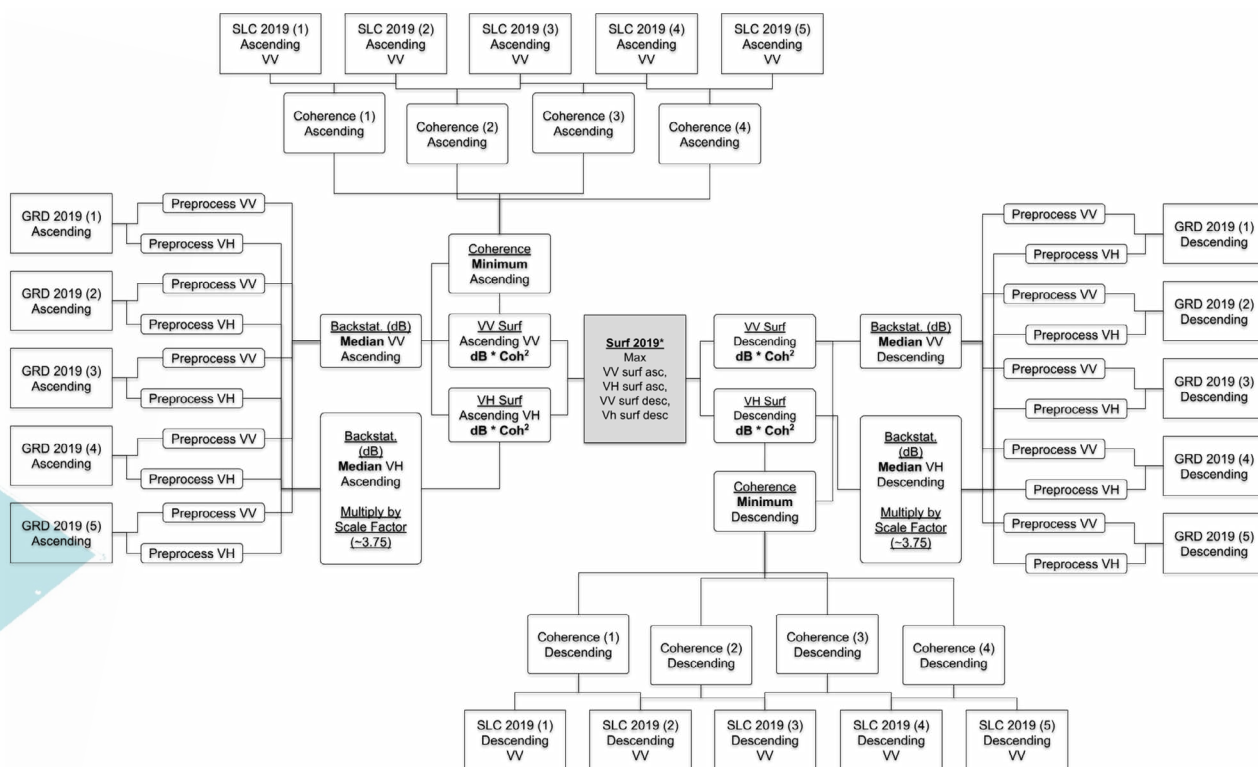 SLC 2019 (1)
Ascending
VV
SLC 2019 (2)
Ascending
VV
SLC 2019 (3)
Ascending
VV
SLC 2019 (4)
Ascending
VV
SLC 2019 (5)
Ascending
VV
Coherence (1)
Ascending
Coherence (2)
Ascending
Coherence (3)
Ascending
Coherence (4)
Ascending
GRD 2019 (1)
Ascending
Preprocess VV
Preprocess VH
GRD 2019 (2)
Ascending
Preprocess VV
Preprocess VH
GRD 2019 (3)
Ascending
Preprocess VV
Preprocess VH
GRD 2019 (4)
Ascending
Preprocess VV
Preprocess VH
GRD 2019 (5)
Ascending
Preprocess VV
Preprocess VH
Backstat. (dB)
Median VV
Ascending
Backstat.
(dB)
Median VH
Ascending
Multiply by
Scale Factor
(~3.75)
Coherence
Minimum
Ascending
VV Surf
Ascending VV
dB * Coh²
VH Surf
Ascending VH
dB * Coh²
Surf 2019*
Max
VV surf asc,
VH surf asc,
VV surf desc,
Vh surf desc
VV Surf
Descending
dB * Coh²
VH Surf
Descending
dB * Coh²
Coherence
Minimum
Descending
Backstat. (dB)
Median VV
Descending
Backstat.
(dB)
Median VH
Descending
Multiply by
Scale Factor
(~3.75)
Preprocess VV
Preprocess VH
GRD 2019 (1)
Descending
Preprocess VV
Preprocess VH
GRD 2019 (2)
Descending
Preprocess VV
Preprocess VH
GRD 2019 (3)
Descending
Preprocess VV
Preprocess VH
GRD 2019 (4)
Descending
Preprocess VV
Preprocess VH
GRD 2019 (5)
Descending
Coherence (1)
Descending
Coherence (2)
Descending
Coherence (3)
Descending
Coherence (4)
Descending
SLC 2019 (1)
Descending
VV
SLC 2019 (2)
Descending
VV
SLC 2019 (3)
Descending
VV
SLC 2019 (4)
Descending
VV
SLC 2019 (5)
Descending
VV